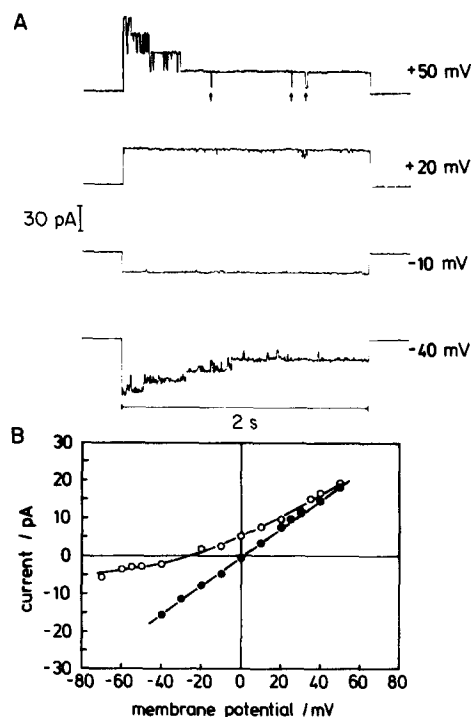 A
+50 mV
+20 mV
30 pA
-10 mV
-40 mV
2 s
B
30
20
10
0
-10
-20
-30
current / pA
-80 -60 -40 -20 0 20 40 60 80
membrane potential / mV